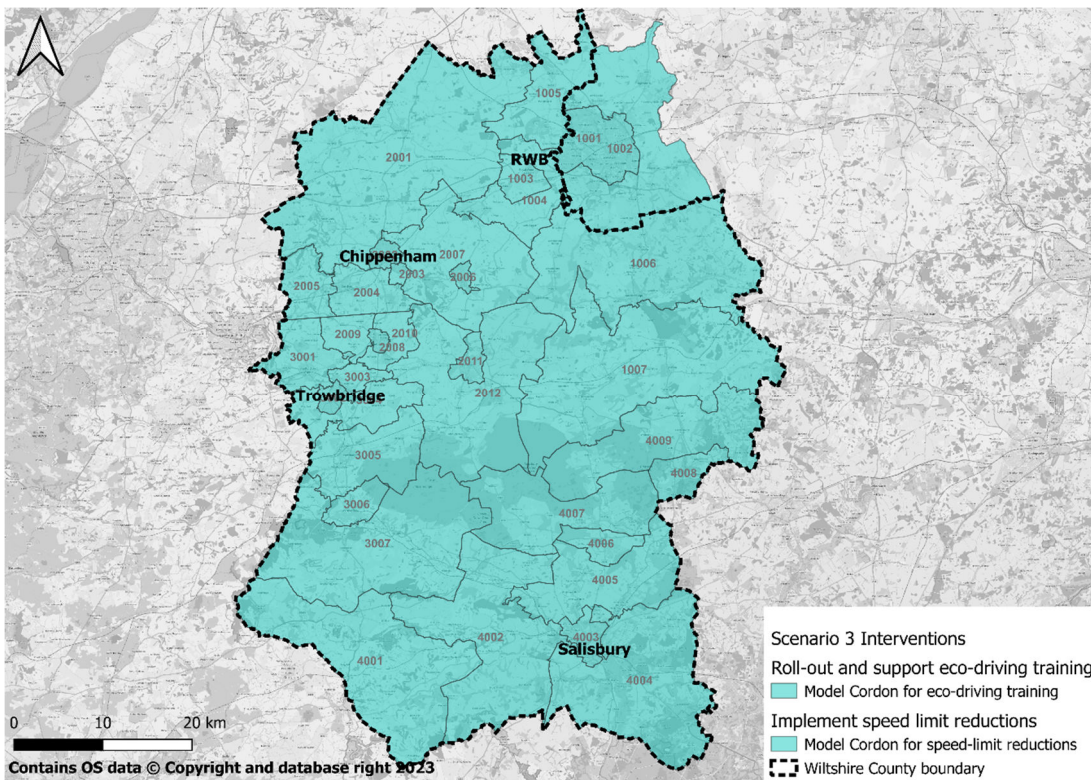 1005
1001
1002
2001
RWB
1003
1004
Chippenham
2007
2003
2006
1006
2005
2004
2009
2010
2008
3001
2011
1007
3003
2012
Trowbridge
4009
3005
4008
3006
4007
3007
4006
4005
4002
4003
Salisbury
4001
4004
Scenario 3 Interventions
Roll-out and support eco-driving training
Model Cordon for eco-driving training
Implement speed limit reductions
Model Cordon for speed-limit reductions
Wiltshire County boundary
0 10 20 km
Contains OS data © Copyright and database right 2023